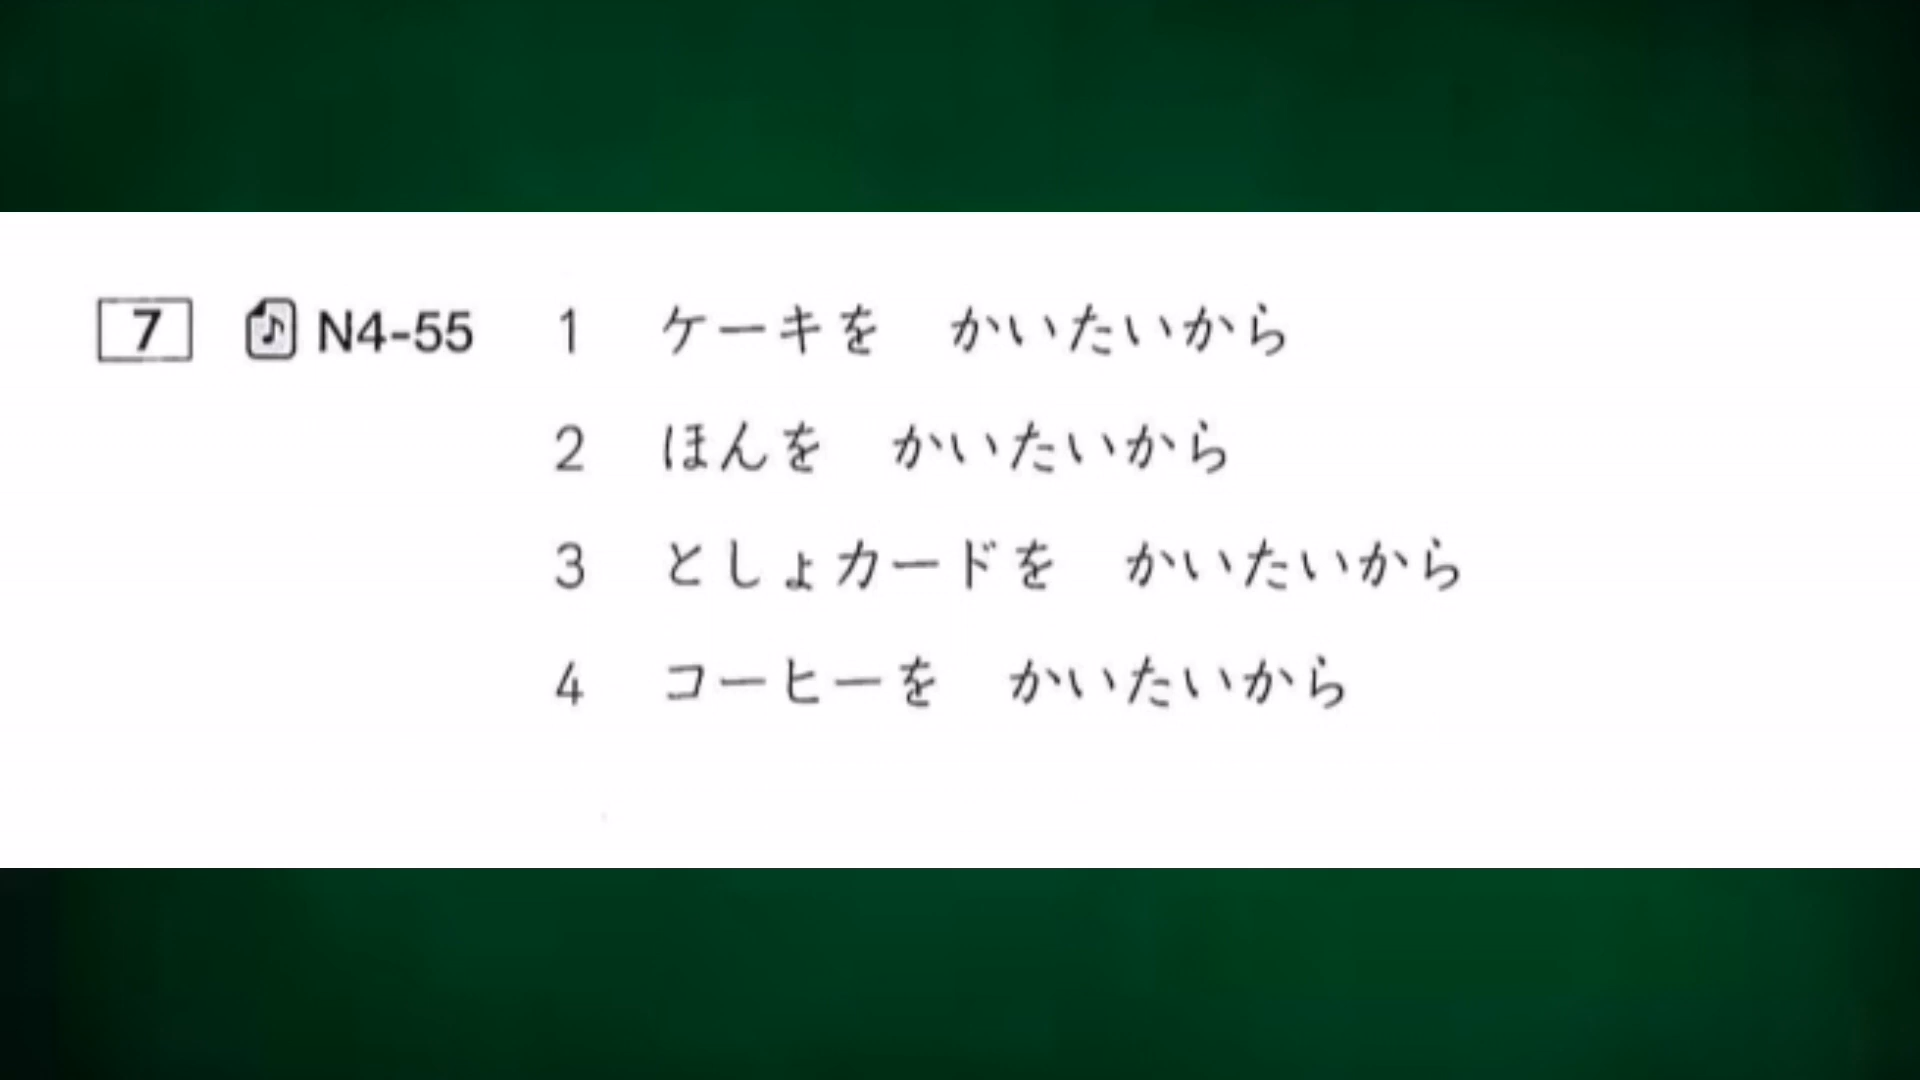 7 N4-55 1 ケーキを かいたいから
2 ほんを かいたいから
3 としょカードを かいたいから
4 コーヒーを かいたいから